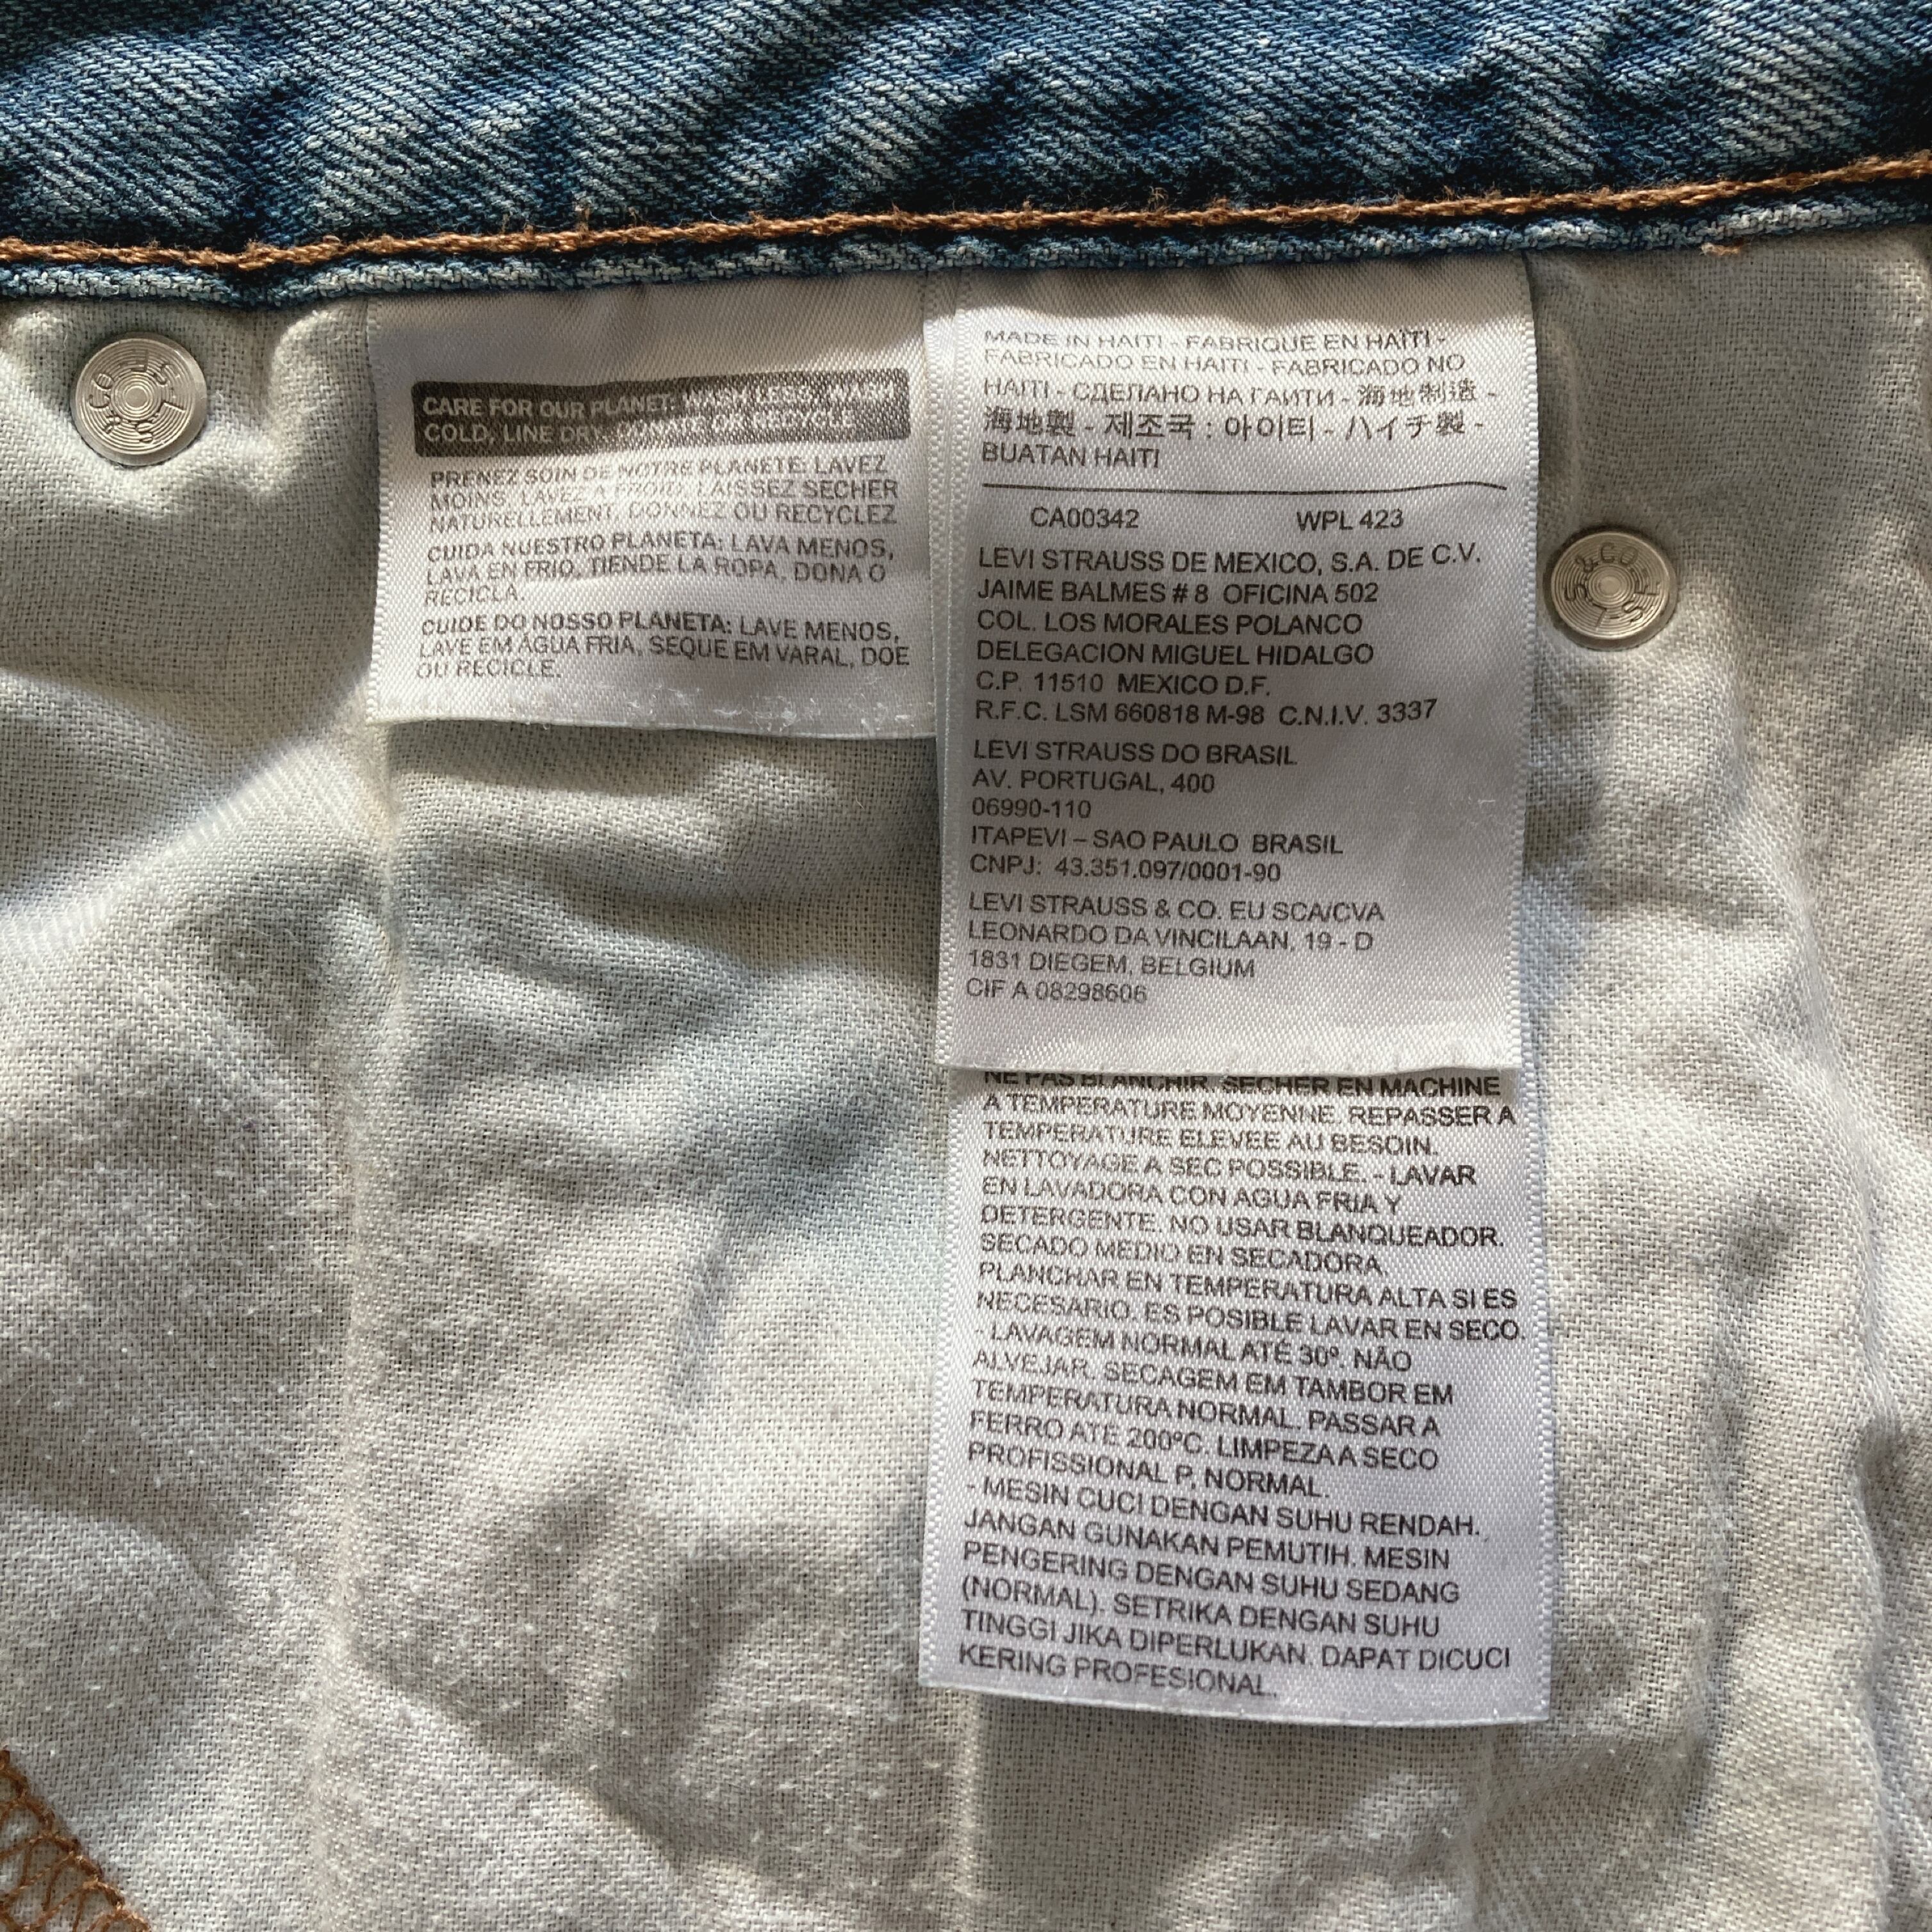 CARE FOR OUR PLANET: WASH LESS, WASH
COLD, LINE DRY, DONATE OR RECYCLE
PRENEZ SOIN DE NOTRE PLANETE: LAVEZ
MOINS, LAVEZ A FROID, LAISSEZ SECHER
NATURELLEMENT, DONNEZ OU RECYCLEZ
CUIDA NUESTRO PLANETA: LAVA MENOS,
LAVA EN FRIO, TIENDE LA ROPA, DONA O
RECICLA.
CUIDE DO NOSSO PLANETA: LAVE MENOS,
LAVE EM ÁGUA FRIA, SEQUE EM VARAL, DOE
OU RECICLE.
MADE IN HAITI - FABRIQUE EN HAÏTI -
FABRICADO EN HAITI - FABRICADO NO
HAITI - СДЕЛАНО НА ГАИТИ - 海地制造 -
海地製 - 제조국 : 아이티 - ハイチ製 -
BUATAN HAITI
CA00342 WPL 423
LEVI STRAUSS DE MEXICO, S.A. DE C.V.
JAIME BALMES # 8 OFICINA 502
COL. LOS MORALES POLANCO
DELEGACION MIGUEL HIDALGO
C.P. 11510 MEXICO D.F.
R.F.C. LSM 660818 M-98 C.N.I.V. 3337
LEVI STRAUSS DO BRASIL
AV. PORTUGAL, 400
06990-110
ITAPEVI – SAO PAULO BRASIL
CNPJ: 43.351.097/0001-90
LEVI STRAUSS & CO. EU SCA/CVA
LEONARDO DA VINCILAAN, 19 - D
1831 DIEGEM, BELGIUM
CIF A 08298606
NE PAS BLANCHIR. SECHER EN MACHINE
A TEMPERATURE MOYENNE. REPASSER A
TEMPERATURE ELEVEE AU BESOIN.
NETTOYAGE A SEC POSSIBLE. - LAVAR
EN LAVADORA CON AGUA FRIA Y
DETERGENTE. NO USAR BLANQUEADOR.
SECADO MEDIO EN SECADORA.
PLANCHAR EN TEMPERATURA ALTA SI ES
NECESARIO. ES POSIBLE LAVAR EN SECO.
- LAVAGEM NORMAL ATÉ 30º. NÃO
ALVEJAR. SECAGEM EM TAMBOR EM
TEMPERATURA NORMAL. PASSAR A
FERRO ATE 200ºC. LIMPEZA A SECO
PROFISSIONAL P, NORMAL.
- MESIN CUCI DENGAN SUHU RENDAH.
JANGAN GUNAKAN PEMUTIH. MESIN
PENGERING DENGAN SUHU SEDANG
(NORMAL). SETRIKA DENGAN SUHU
TINGGI JIKA DIPERLUKAN. DAPAT DICUCI
KERING PROFESIONAL.